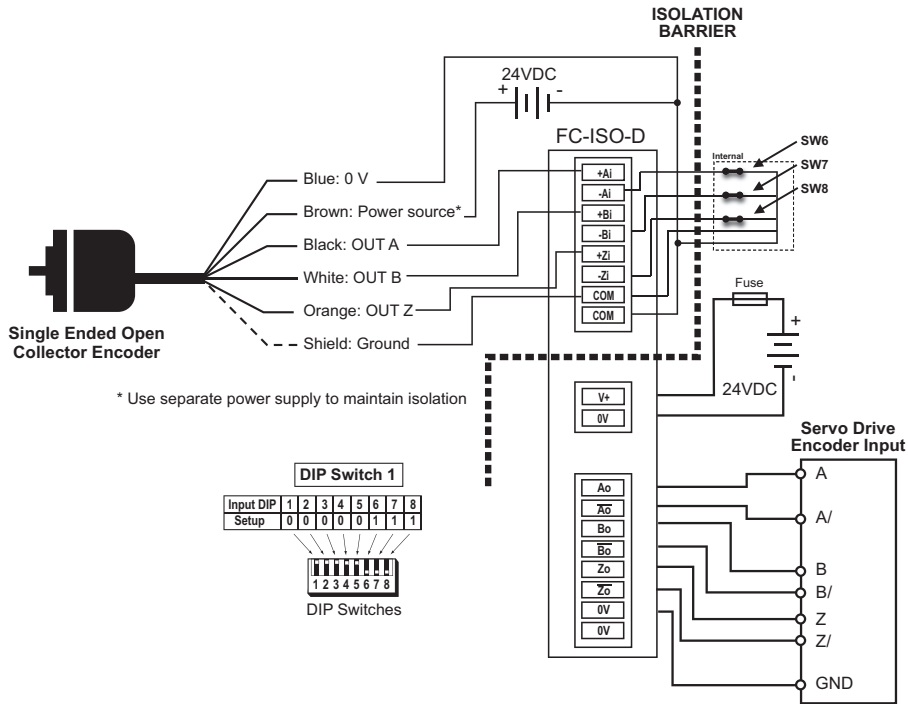 ISOLATION
BARRIER
24VDC
+ -
FC-ISO-D
SW6
Internal
SW7
SW8
+Ai
-Ai
+Bi
-Bi
+Zi
-Zi
COM
COM
Blue: 0 V
Brown: Power source*
Black: OUT A
White: OUT B
Orange: OUT Z
Shield: Ground
Single Ended Open
Collector Encoder
* Use separate power supply to maintain isolation
Fuse
+
-
24VDC
V+
0V
Servo Drive
Encoder Input
DIP Switch 1
Input DIP 1 2 3 4 5 6 7 8
Setup 0 0 0 0 0 1 1 1
1 2 3 4 5 6 7 8
DIP Switches
Ao
A̅o̅
Bo
B̅o̅
Zo
Z̅o̅
0V
0V
A
A/
B
B/
Z
Z/
GND